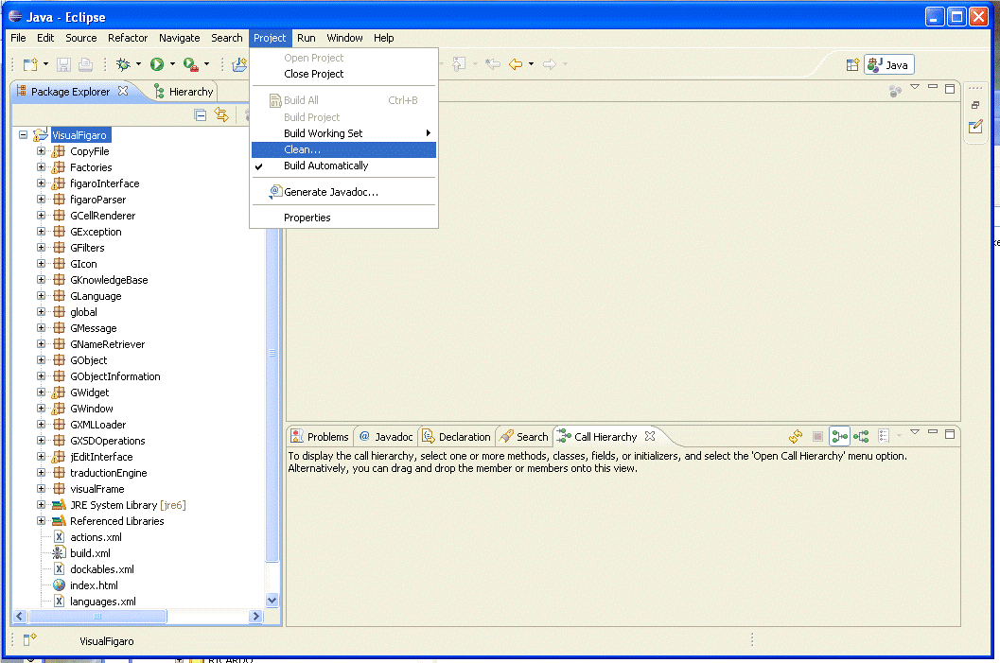 Java - Eclipse
File Edit Source Refactor Navigate Search Project Run Window Help
Open Project
Close Project
Build All Ctrl+B
Build Project
Build Working Set
Clean...
Build Automatically
Generate Javadoc...
Properties
Java
Package Explorer Hierarchy
VisualFigaro
CopyFile
Factories
figaroInterface
figaroParser
GCellRenderer
GException
GFilters
GIcon
GKnowledgeBase
GLanguage
global
GMessage
GNameRetriever
GObject
GObjectInformation
GWidget
GWindow
GXMLLoader
GXSDOperations
jEditInterface
traductionEngine
visualFrame
JRE System Library [jre6]
Referenced Libraries
actions.xml
build.xml
dockables.xml
index.html
languages.xml
Problems Javadoc Declaration Search Call Hierarchy
To display the call hierarchy, select one or more methods, classes, fields, or initializers, and select the 'Open Call Hierarchy' menu option.
Alternatively, you can drag and drop the member or members onto this view.
VisualFigaro